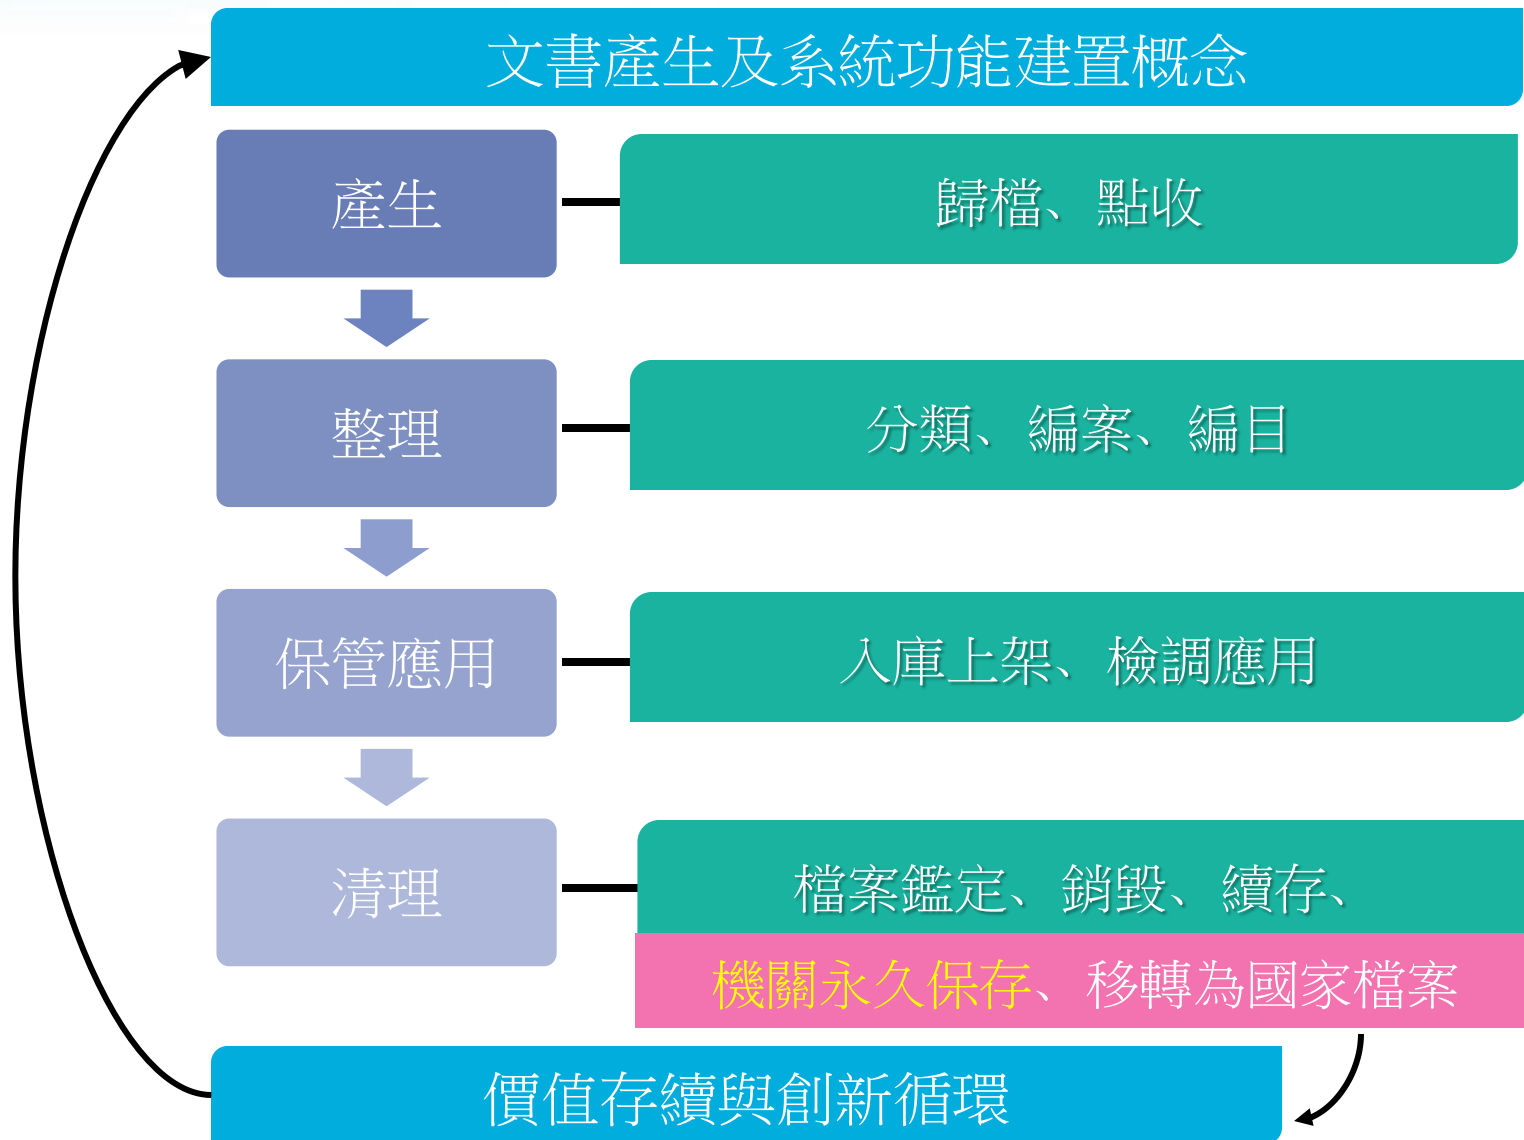 文書產生及系統功能建置概念
產生
歸檔、點收
整理
分類、編案、編目
保管應用
入庫上架、檢調應用
清理
檔案鑑定、銷毀、續存、
機關永久保存、移轉為國家檔案
價值存續與創新循環